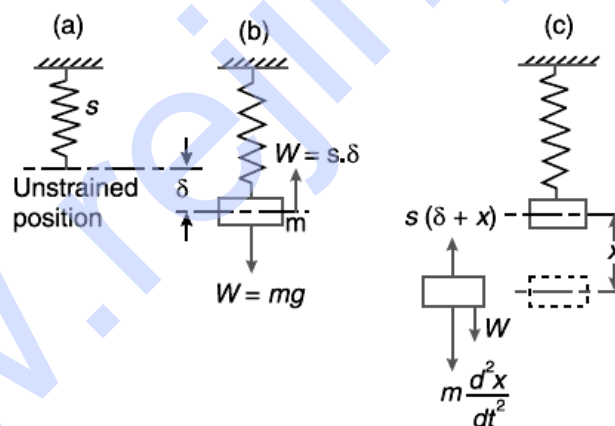 (a)
(b)
(c)
s
W = s.δ
Unstrained
position
δ
m
W = mg
s (δ + x)
x
W
m d²x/dt²